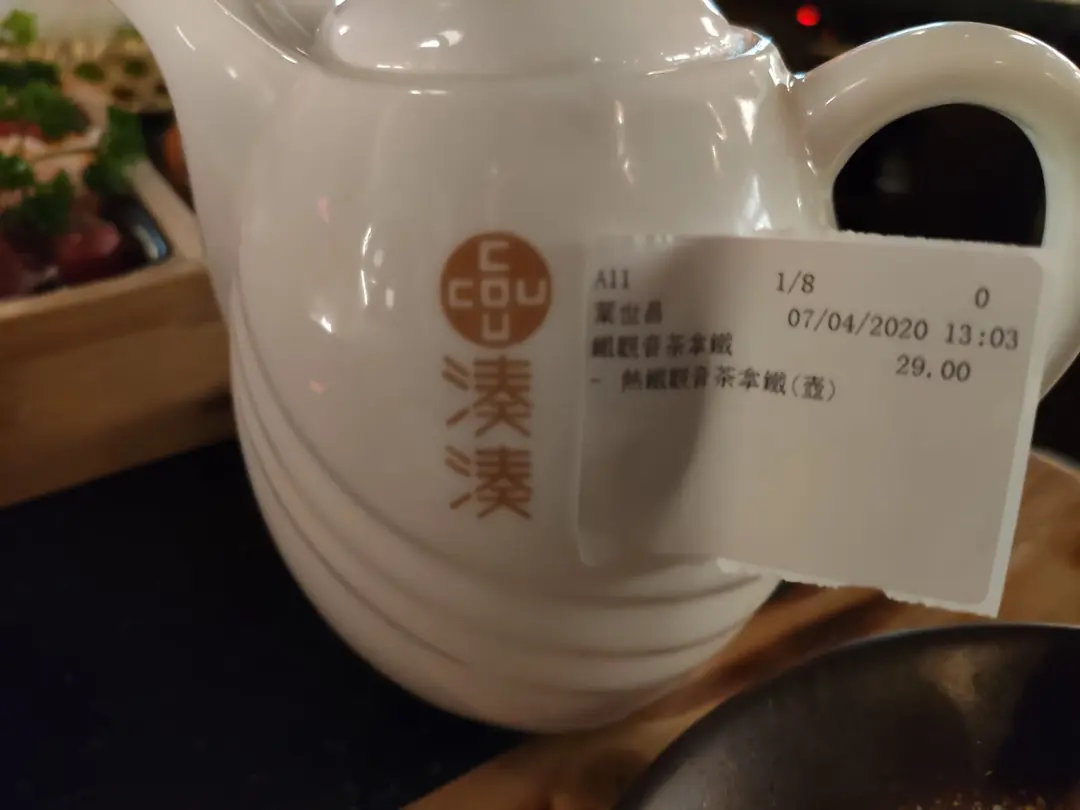 COU
COU
湊
湊
A11 1/8 0
葉世昌 07/04/2020 13:03
鐵觀音茶拿鐵 29.00
- 熱鐵觀音茶拿鐵(壺)